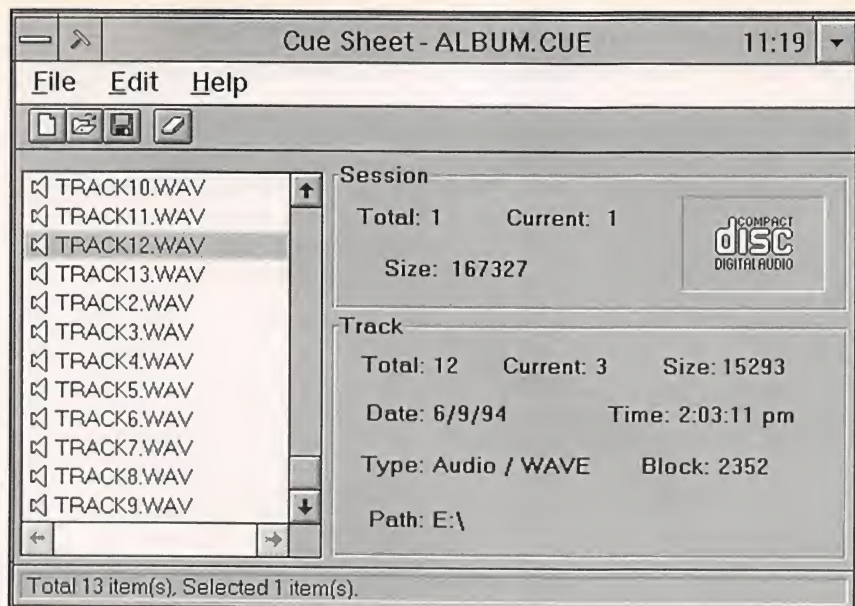 Cue Sheet - ALBUM.CUE 11:19
File Edit Help
TRACK10.WAV
TRACK11.WAV
TRACK12.WAV
TRACK13.WAV
TRACK2.WAV
TRACK3.WAV
TRACK4.WAV
TRACK5.WAV
TRACK6.WAV
TRACK7.WAV
TRACK8.WAV
TRACK9.WAV
Session
Total: 1 Current: 1
Size: 167327
COMPACT
disc
DIGITAL AUDIO
Track
Total: 12 Current: 3 Size: 15293
Date: 6/9/94 Time: 2:03:11 pm
Type: Audio / WAVE Block: 2352
Path: E:\
Total 13 item(s), Selected 1 item(s).